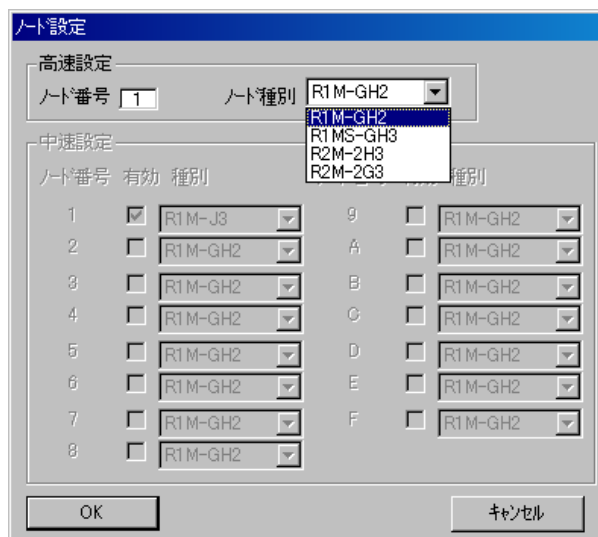 ノード設定
高速設定
ノード番号 1 ノード種別 R1M-GH2
R1M-GH2
R1MS-GH3
R2M-2H3
R2M-2G3
中速設定
ノード番号 有効 種別 種別
1 R1M-J3 9 R1M-GH2
2 R1M-GH2 A R1M-GH2
3 R1M-GH2 B R1M-GH2
4 R1M-GH2 C R1M-GH2
5 R1M-GH2 D R1M-GH2
6 R1M-GH2 E R1M-GH2
7 R1M-GH2 F R1M-GH2
8 R1M-GH2
OK キャンセル